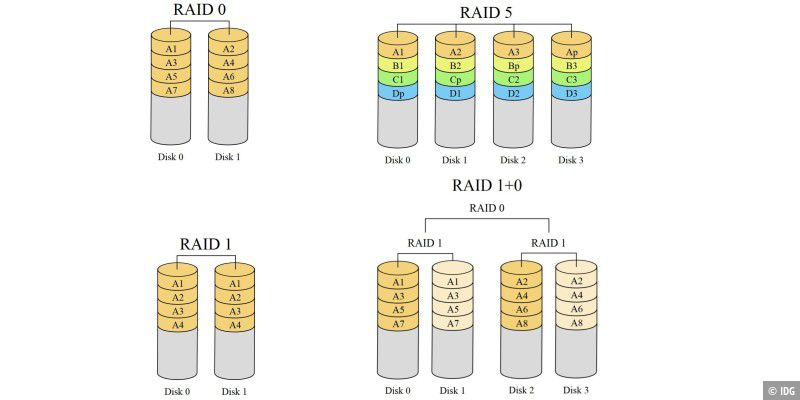 RAID 0
A1 A2
A3 A4
A5 A6
A7 A8
Disk 0 Disk 1
RAID 5
A1 A2 A3 Ap
B1 B2 Bp B3
C1 Cp C2 C3
Dp D1 D2 D3
Disk 0 Disk 1 Disk 2 Disk 3
RAID 1
A1 A1
A2 A2
A3 A3
A4 A4
Disk 0 Disk 1
RAID 1+0
RAID 0
RAID 1 RAID 1
A1 A1 A2 A2
A3 A3 A4 A4
A5 A5 A6 A6
A7 A7 A8 A8
Disk 0 Disk 1 Disk 2 Disk 3
© IDG